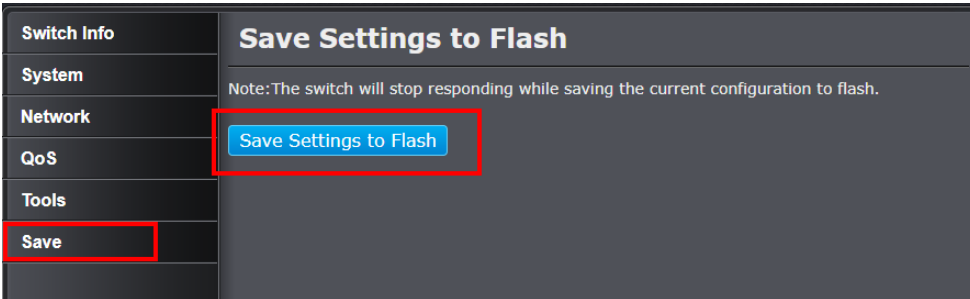 Switch Info
System
Network
QoS
Tools
Save
Save Settings to Flash
Note:The switch will stop responding while saving the current configuration to flash.
Save Settings to Flash